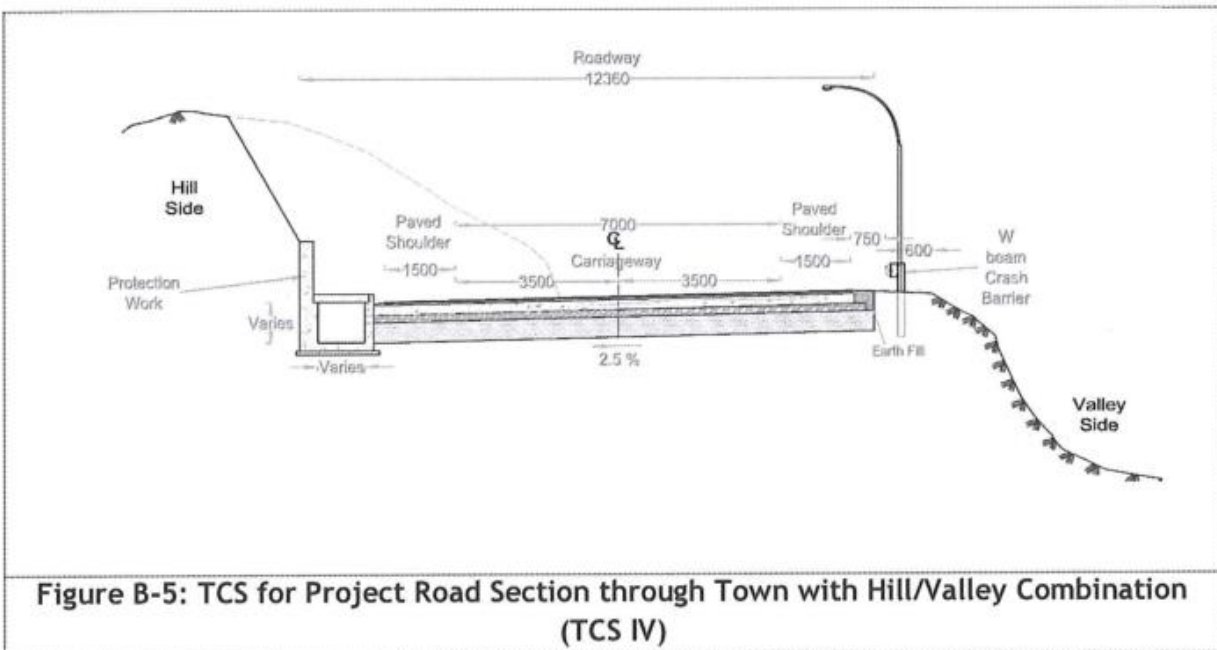 Roadway
12360
Hill
Side
Paved
Shoulder
7000
Paved
Shoulder
750
600
W
beam
Crash
Barrier
Protection
Work
1500
3500
℄
Carriageway
3500
1500
Varies
Varies
2.5 %
Earth Fill
Valley
Side
Figure B-5: TCS for Project Road Section through Town with Hill/Valley Combination
(TCS IV)